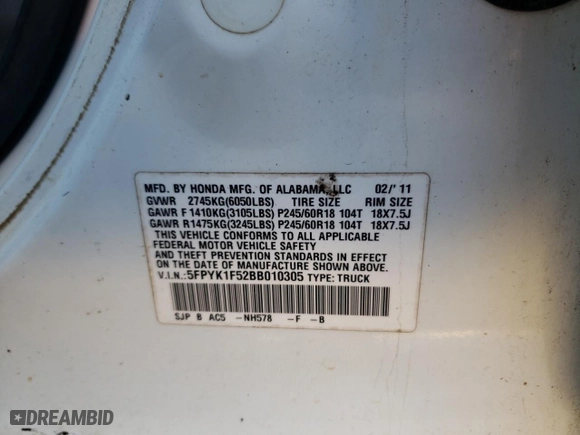 MFD. BY HONDA MFG. OF ALABAMA, LLC 02/'11
GVWR 2745KG(6050LBS) TIRE SIZE RIM SIZE
GAWR F 1410KG(3105LBS) P245/60R18 104T 18X7.5J
GAWR R1475KG(3245LBS) P245/60R18 104T 18X7.5J
THIS VEHICLE CONFORMS TO ALL APPLICABLE
FEDERAL MOTOR VEHICLE SAFETY
AND THEFT PREVENTION STANDARDS IN EFFECT
ON THE DATE OF MANUFACTURE SHOWN ABOVE.
V.I.N.:5FPYK1F52BB010305 TYPE: TRUCK
SJP B AC5 -NH578 -F -B
DREAMBID